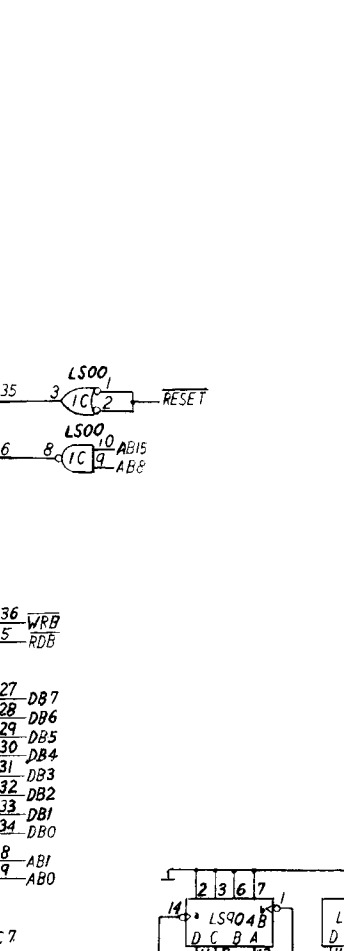 LS00
35 3 1C 1 2 RESET
LS00
6 8 1C 10 9 AB15
AB8
36 WRB
5 RDB
27 DB7
28 DB6
29 DB5
30 DB4
31 DB3
32 DB2
33 DB1
34 DB0
8 AB1
9 AB0
2 3 6 7
14 LS90 4B 1
D C B A
L
D
C7